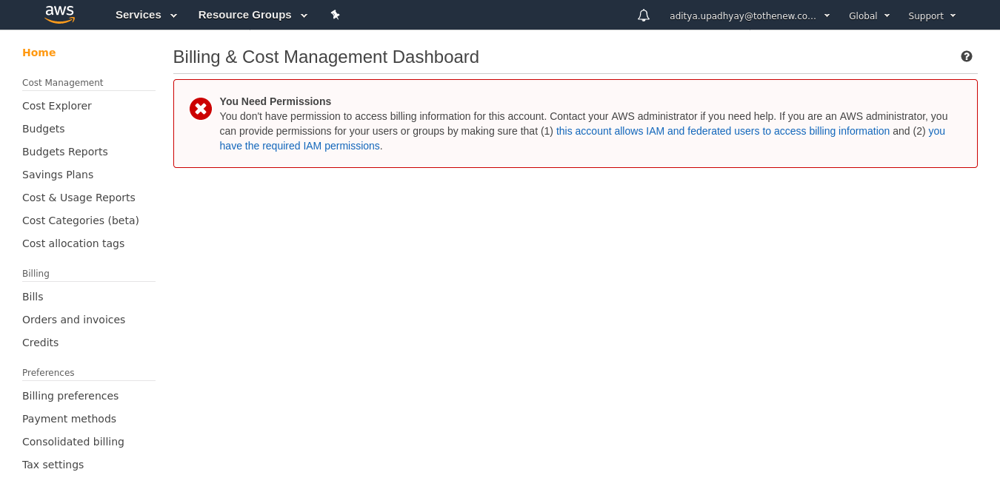 aws Services Resource Groups aditya.upadhyay@tothenew.co... Global Support
Home
Billing & Cost Management Dashboard
Cost Management
Cost Explorer
Budgets
Budgets Reports
Savings Plans
Cost & Usage Reports
Cost Categories (beta)
Cost allocation tags
Billing
Bills
Orders and invoices
Credits
Preferences
Billing preferences
Payment methods
Consolidated billing
Tax settings
You Need Permissions
You don't have permission to access billing information for this account. Contact your AWS administrator if you need help. If you are an AWS administrator, you
can provide permissions for your users or groups by making sure that (1) this account allows IAM and federated users to access billing information and (2) you
have the required IAM permissions.